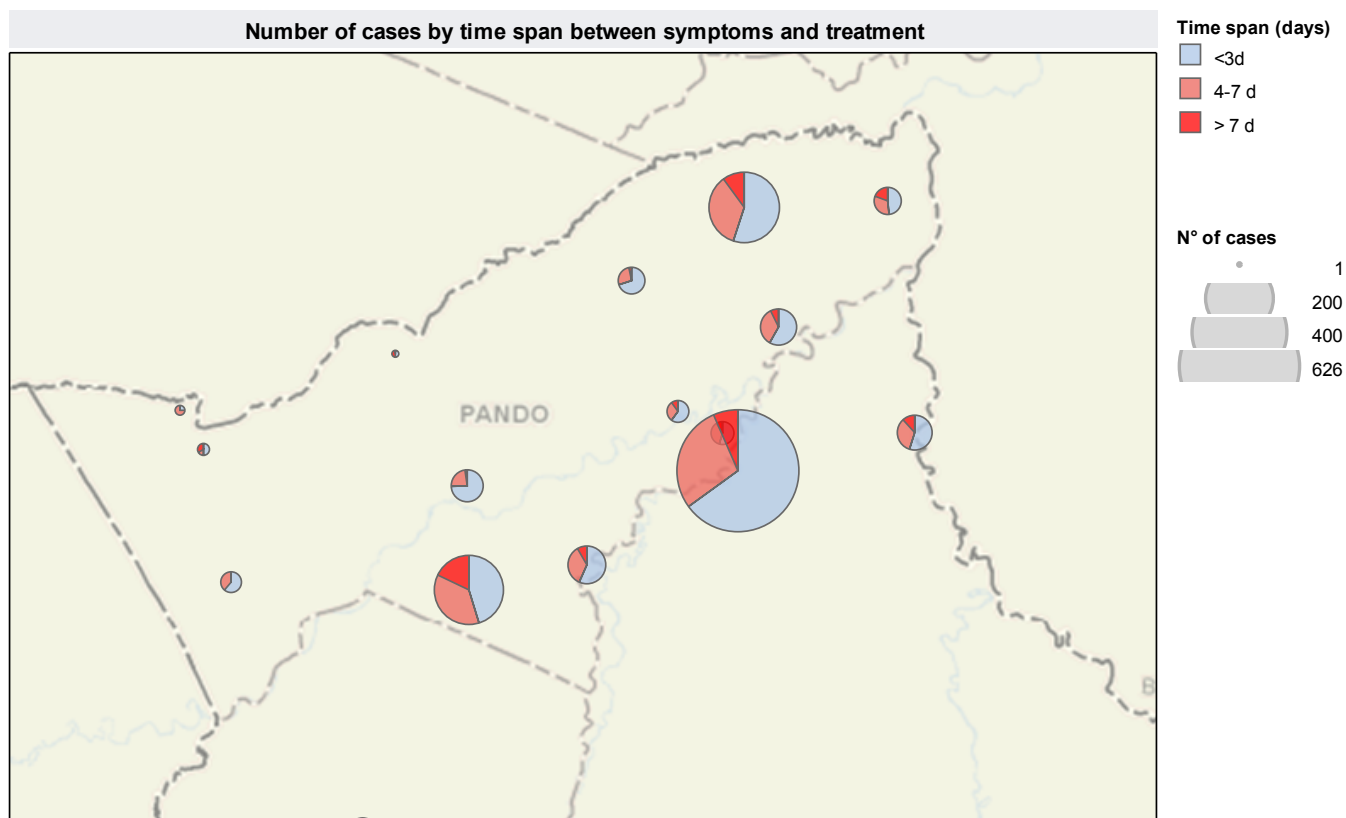 Number of cases by time span between symptoms and treatment
Time span (days)
<3d
4-7 d
> 7 d
N° of cases
1
200
400
626
PANDO
B